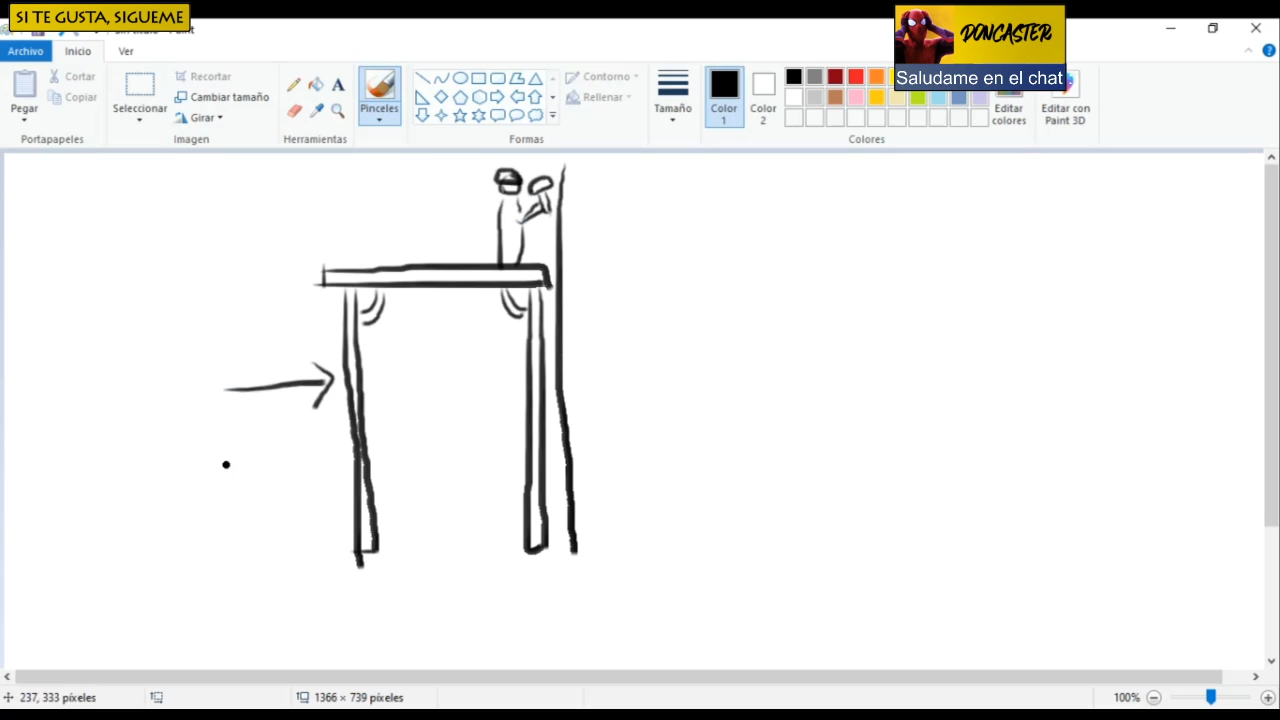 SI TE GUSTA, SIGUEME
DONCASTER
Saludame en el chat
Archivo
Inicio
Ver
Pegar
Cortar
Copiar
Portapapeles
Seleccionar
Recortar
Cambiar tamaño
Girar
Imagen
Herramientas
Pinceles
Contorno
Rellenar
Formas
Tamaño
Color 1
Color 2
Editar colores
Editar con Paint 3D
Colores
237, 333 píxeles
1366 × 739 píxeles
100%